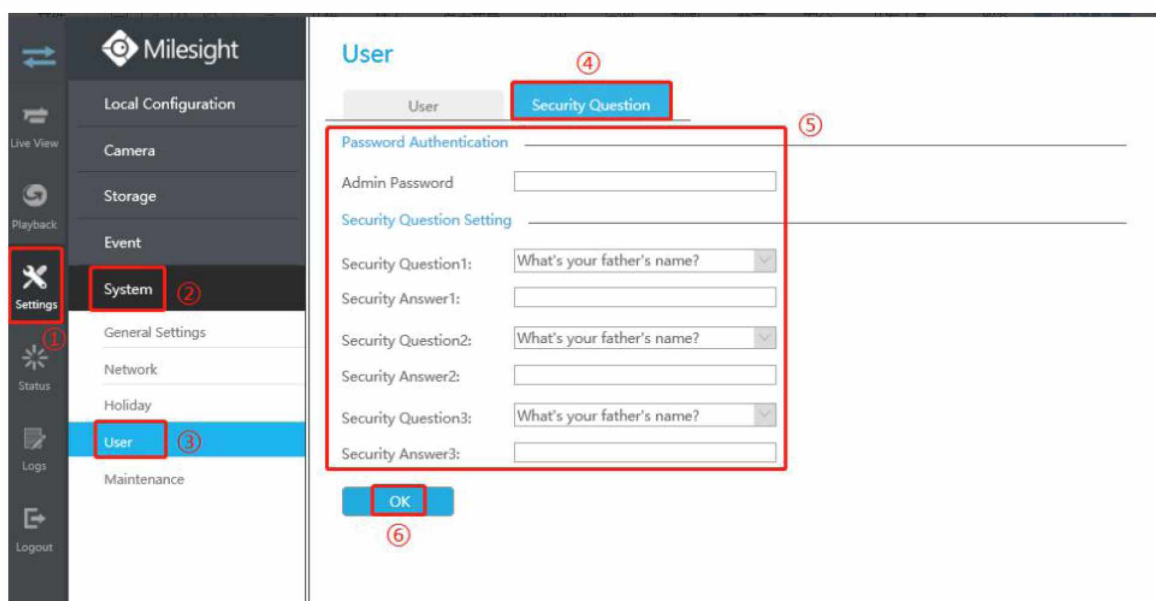 Milesight
Live View
Playback
Settings
①
Status
Logs
Logout
Local Configuration
Camera
Storage
Event
System ②
General Settings
Network
Holiday
User ③
Maintenance
User
④
User Security Question
⑤
Password Authentication
Admin Password
Security Question Setting
Security Question1: What's your father's name?
Security Answer1:
Security Question2: What's your father's name?
Security Answer2:
Security Question3: What's your father's name?
Security Answer3:
OK
⑥